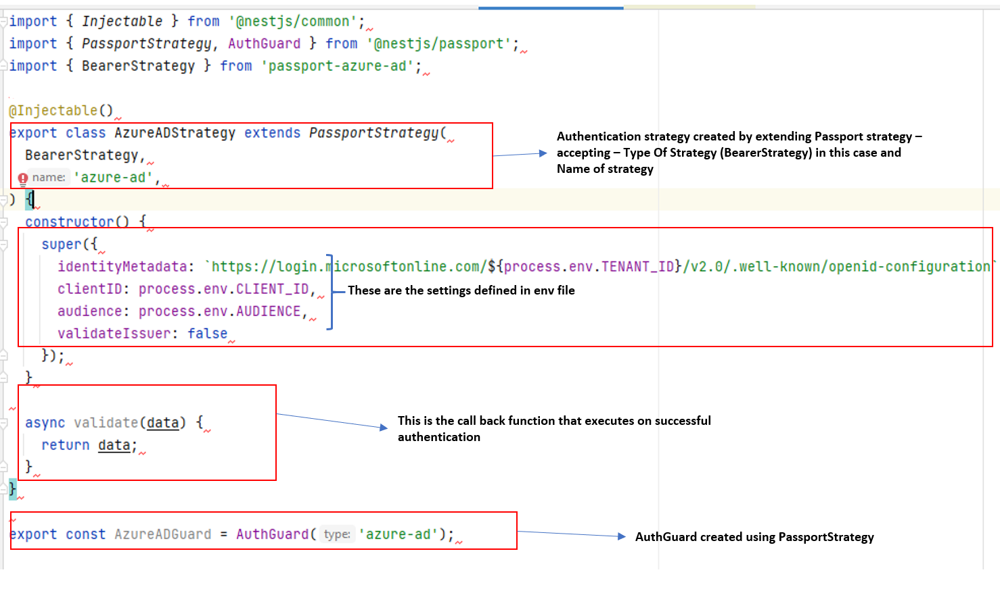 import { Injectable } from '@nestjs/common';
import { PassportStrategy, AuthGuard } from '@nestjs/passport';
import { BearerStrategy } from 'passport-azure-ad';
@Injectable()
export class AzureADStrategy extends PassportStrategy(
BearerStrategy,
name: 'azure-ad',
) {
Authentication strategy created by extending Passport strategy –
accepting – Type Of Strategy (BearerStrategy) in this case and
Name of strategy
constructor() {
super({
identityMetadata: `https://login.microsoftonline.com/${process.env.TENANT_ID}/v2.0/.well-known/openid-configuration`
clientID: process.env.CLIENT_ID,
audience: process.env.AUDIENCE,
validateIssuer: false
These are the settings defined in env file
});
}
async validate(data) {
return data;
}
This is the call back function that executes on successful
authentication
}
export const AzureADGuard = AuthGuard( type: 'azure-ad');
AuthGuard created using PassportStrategy